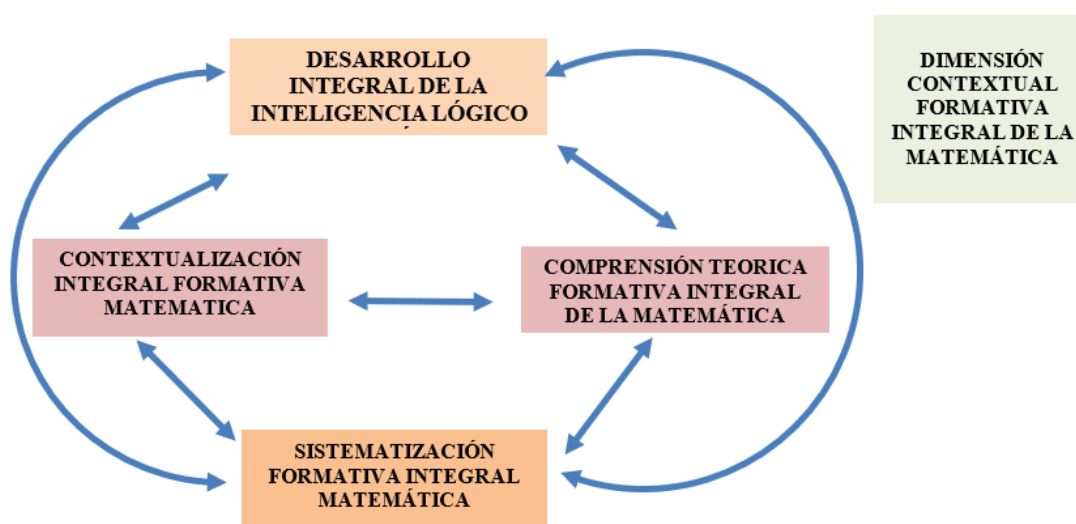 DESARROLLO
INTEGRAL DE LA
INTELIGENCIA LÓGICO
DIMENSIÓN
CONTEXTUAL
FORMATIVA
INTEGRAL DE LA
MATEMÁTICA
CONTEXTUALIZACIÓN
INTEGRAL FORMATIVA
MATEMATICA
COMPRENSIÓN TEORICA
FORMATIVA INTEGRAL
DE LA MATEMÁTICA
SISTEMATIZACIÓN
FORMATIVA INTEGRAL
MATEMÁTICA